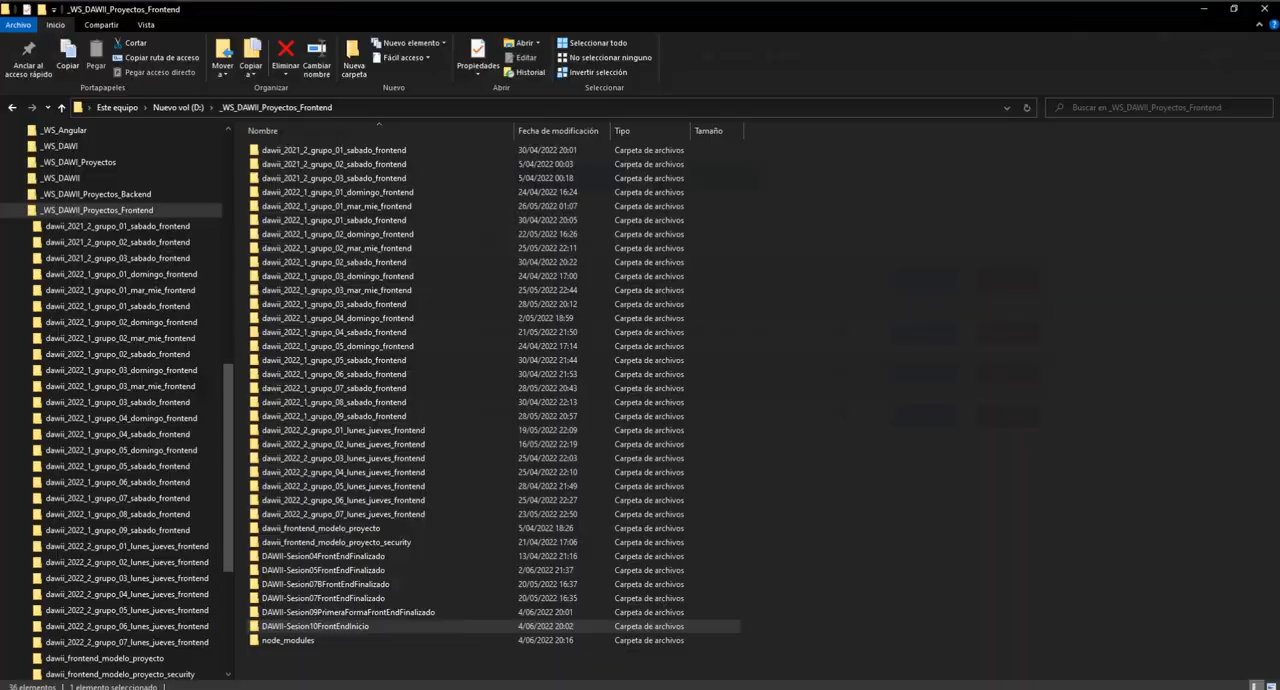 _WS_DAWII_Proyectos_Frontend
Archivo Inicio Compartir Vista
Anclar al acceso rápido
Copiar
Pegar
Cortar
Copiar ruta de acceso
Pegar acceso directo
Portapapeles
Mover a
Copiar a
Eliminar
Cambiar nombre
Organizar
Nueva carpeta
Nuevo elemento
Fácil acceso
Nuevo
Propiedades
Abrir
Editar
Historial
Abrir
Seleccionar todo
No seleccionar ninguno
Invertir selección
Seleccionar
Este equipo > Nuevo vol (D:) > _WS_DAWII_Proyectos_Frontend
Buscar en _WS_DAWII_Proyectos_Frontend
_WS_Angular
_WS_DAWI
_WS_DAWI_Proyectos
_WS_DAWII
_WS_DAWII_Proyectos_Backend
_WS_DAWII_Proyectos_Frontend
dawii_2021_2_grupo_01_sabado_frontend
dawii_2021_2_grupo_02_sabado_frontend
dawii_2021_2_grupo_03_sabado_frontend
dawii_2022_1_grupo_01_domingo_frontend
dawii_2022_1_grupo_01_mar_mie_frontend
dawii_2022_1_grupo_01_sabado_frontend
dawii_2022_1_grupo_02_domingo_frontend
dawii_2022_1_grupo_02_mar_mie_frontend
dawii_2022_1_grupo_02_sabado_frontend
dawii_2022_1_grupo_03_domingo_frontend
dawii_2022_1_grupo_03_mar_mie_frontend
dawii_2022_1_grupo_03_sabado_frontend
dawii_2022_1_grupo_04_domingo_frontend
dawii_2022_1_grupo_04_sabado_frontend
dawii_2022_1_grupo_05_domingo_frontend
dawii_2022_1_grupo_05_sabado_frontend
dawii_2022_1_grupo_06_sabado_frontend
dawii_2022_1_grupo_07_sabado_frontend
dawii_2022_1_grupo_08_sabado_frontend
dawii_2022_1_grupo_09_sabado_frontend
dawii_2022_2_grupo_01_lunes_jueves_frontend
dawii_2022_2_grupo_02_lunes_jueves_frontend
dawii_2022_2_grupo_03_lunes_jueves_frontend
dawii_2022_2_grupo_04_lunes_jueves_frontend
dawii_2022_2_grupo_05_lunes_jueves_frontend
dawii_2022_2_grupo_06_lunes_jueves_frontend
dawii_2022_2_grupo_07_lunes_jueves_frontend
dawii_frontend_modelo_proyecto
dawii_frontend_modelo_proyecto_security
Nombre Fecha de modificación Tipo Tamaño
dawii_2021_2_grupo_01_sabado_frontend 30/04/2022 20:01 Carpeta de archivos
dawii_2021_2_grupo_02_sabado_frontend 5/04/2022 00:03 Carpeta de archivos
dawii_2021_2_grupo_03_sabado_frontend 5/04/2022 00:18 Carpeta de archivos
dawii_2022_1_grupo_01_domingo_frontend 24/04/2022 16:24 Carpeta de archivos
dawii_2022_1_grupo_01_mar_mie_frontend 26/05/2022 01:07 Carpeta de archivos
dawii_2022_1_grupo_01_sabado_frontend 30/04/2022 20:05 Carpeta de archivos
dawii_2022_1_grupo_02_domingo_frontend 22/05/2022 16:26 Carpeta de archivos
dawii_2022_1_grupo_02_mar_mie_frontend 25/05/2022 22:11 Carpeta de archivos
dawii_2022_1_grupo_02_sabado_frontend 30/04/2022 20:22 Carpeta de archivos
dawii_2022_1_grupo_03_domingo_frontend 24/04/2022 17:00 Carpeta de archivos
dawii_2022_1_grupo_03_mar_mie_frontend 25/05/2022 22:44 Carpeta de archivos
dawii_2022_1_grupo_03_sabado_frontend 28/05/2022 20:12 Carpeta de archivos
dawii_2022_1_grupo_04_domingo_frontend 2/05/2022 18:59 Carpeta de archivos
dawii_2022_1_grupo_04_sabado_frontend 21/05/2022 21:50 Carpeta de archivos
dawii_2022_1_grupo_05_domingo_frontend 24/04/2022 17:14 Carpeta de archivos
dawii_2022_1_grupo_05_sabado_frontend 30/04/2022 21:44 Carpeta de archivos
dawii_2022_1_grupo_06_sabado_frontend 30/04/2022 21:53 Carpeta de archivos
dawii_2022_1_grupo_07_sabado_frontend 28/05/2022 20:43 Carpeta de archivos
dawii_2022_1_grupo_08_sabado_frontend 30/04/2022 22:13 Carpeta de archivos
dawii_2022_1_grupo_09_sabado_frontend 28/05/2022 20:57 Carpeta de archivos
dawii_2022_2_grupo_01_lunes_jueves_frontend 19/05/2022 22:09 Carpeta de archivos
dawii_2022_2_grupo_02_lunes_jueves_frontend 16/05/2022 22:19 Carpeta de archivos
dawii_2022_2_grupo_03_lunes_jueves_frontend 25/04/2022 22:03 Carpeta de archivos
dawii_2022_2_grupo_04_lunes_jueves_frontend 25/04/2022 22:10 Carpeta de archivos
dawii_2022_2_grupo_05_lunes_jueves_frontend 28/04/2022 21:49 Carpeta de archivos
dawii_2022_2_grupo_06_lunes_jueves_frontend 25/04/2022 22:27 Carpeta de archivos
dawii_2022_2_grupo_07_lunes_jueves_frontend 23/05/2022 22:50 Carpeta de archivos
dawii_frontend_modelo_proyecto 5/04/2022 18:26 Carpeta de archivos
dawii_frontend_modelo_proyecto_security 21/04/2022 17:06 Carpeta de archivos
DAWII-Sesion04FrontEndFinalizado 13/04/2022 21:16 Carpeta de archivos
DAWII-Sesion05FrontEndFinalizado 2/06/2022 21:37 Carpeta de archivos
DAWII-Sesion07BFrontEndFinalizado 20/05/2022 16:37 Carpeta de archivos
DAWII-Sesion07FrontEndFinalizado 20/05/2022 16:35 Carpeta de archivos
DAWII-Sesion09PrimeraFormaFrontEndFinalizado 4/06/2022 20:01 Carpeta de archivos
DAWII-Sesion10FrontEndInicio 4/06/2022 20:02 Carpeta de archivos
node_modules 4/06/2022 20:16 Carpeta de archivos
36 elementos 1 elemento seleccionado